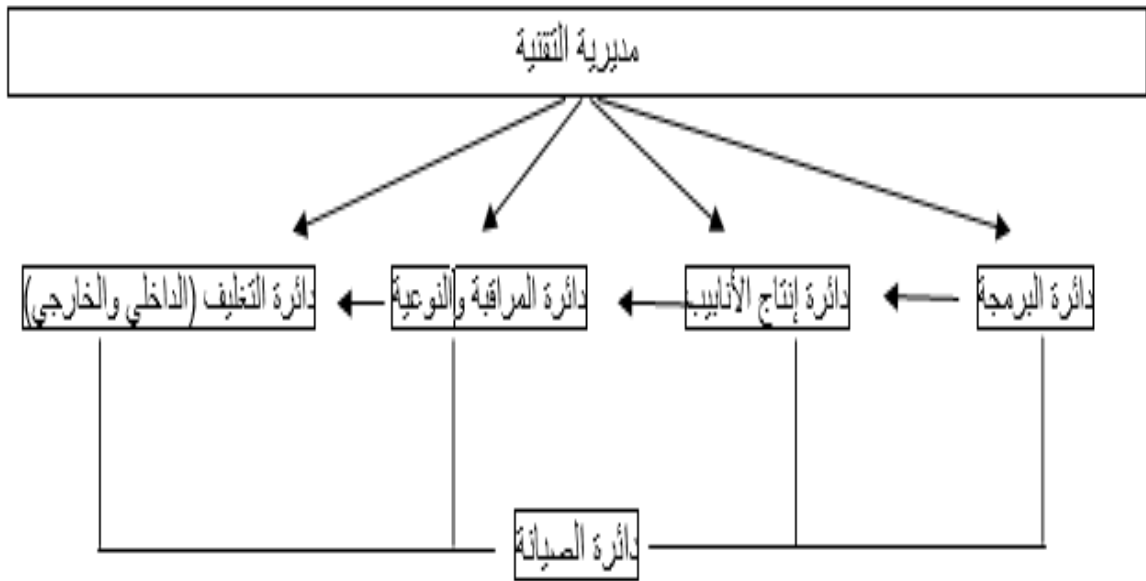 مديرية التقنية
دائرة البرمجة
دائرة إنتاج الأنابيب
دائرة المراقبة والنوعية
دائرة التغليف (الداخلي والخارجي)
دائرة الصيانة